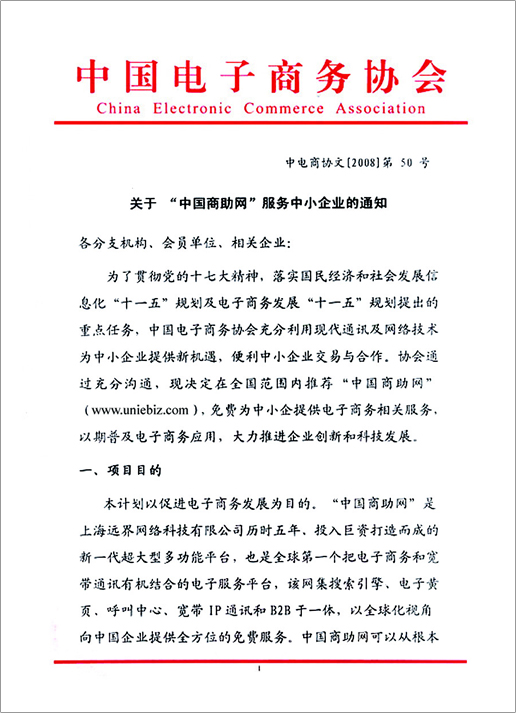 中国电子商务协会
China Electronic Commerce Association
中电商协文[2008]第 50 号
关于 “中国商助网”服务中小企业的通知
各分支机构、会员单位、相关企业：
为了贯彻党的十七大精神，落实国民经济和社会发展信
息化“十一五”规划及电子商务发展“十一五”规划提出的
重点任务，中国电子商务协会充分利用现代通讯及网络技术
为中小企业提供新机遇，便利中小企业交易与合作。协会通
过充分沟通，现决定在全国范围内推荐“中国商助网”
（www.uniebiz.com），免费为中小企提供电子商务相关服务，
以期普及电子商务应用，大力推进企业创新和科技发展。
一、项目目的
本计划以促进电子商务发展为目的。“中国商助网”是
上海远界网络科技有限公司历时五年、投入巨资打造而成的
新一代超大型多功能平台，也是全球第一个把电子商务和宽
带通讯有机结合的电子服务平台，该网集搜索引擎、电子黄
页、呼叫中心、宽带 IP 通讯和 B2B 于一体，以全球化视角
向中国企业提供全方位的免费服务。中国商助网可以从根本
1